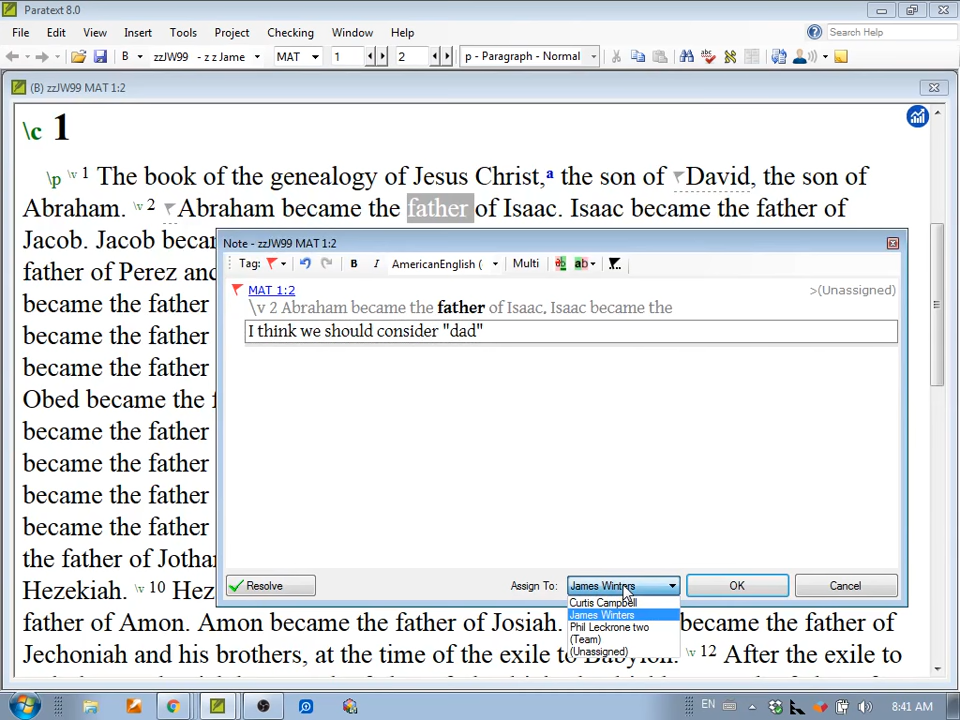 Paratext 8.0
File Edit View Insert Tools Project Checking Window Help
Search Help
B zzJW99 - z z Jame MAT 1 2 p - Paragraph - Normal
(B) zzJW99 MAT 1:2
\c 1
\p \v 1 The book of the genealogy of Jesus Christ,a the son of David, the son of
Abraham. \v 2 Abraham became the father of Isaac. Isaac became the father of
Jacob. Jacob becar
father of Perez and
became the father
became the father
became the father
Obed became the f
became the father
became the father
became the father
became the father
the father of Jothar
Hezekiah. \v 10 Hez
Note - zzJW99 MAT 1:2
Tag: B I AmericanEnglish ( Multi ab ab
MAT 1:2 >(Unassigned)
\v 2 Abraham became the father of Isaac. Isaac became the
I think we should consider "dad"
Resolve Assign To: James Winters OK Cancel
Curtis Campbell
James Winters
Phil Leckrone two
(Team)
(Unassigned)
father of Amon. Amon became the father of Josiah. became the father of
Jechoniah and his brothers, at the time of the exile to Babylon. \v 12 After the exile to
EN 8:41 AM